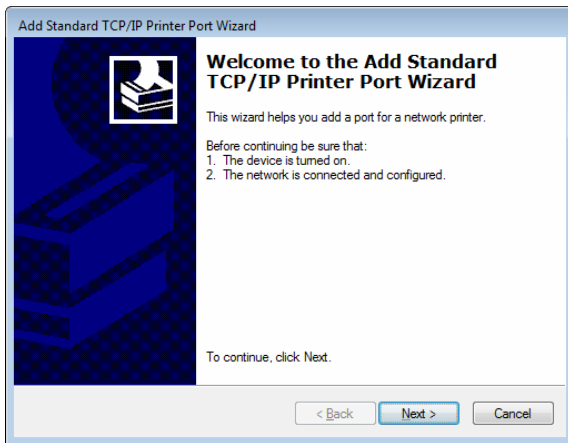 Add Standard TCP/IP Printer Port Wizard
Welcome to the Add Standard
TCP/IP Printer Port Wizard
This wizard helps you add a port for a network printer.
Before continuing be sure that:
1. The device is turned on.
2. The network is connected and configured.
To continue, click Next.
< Back Next > Cancel